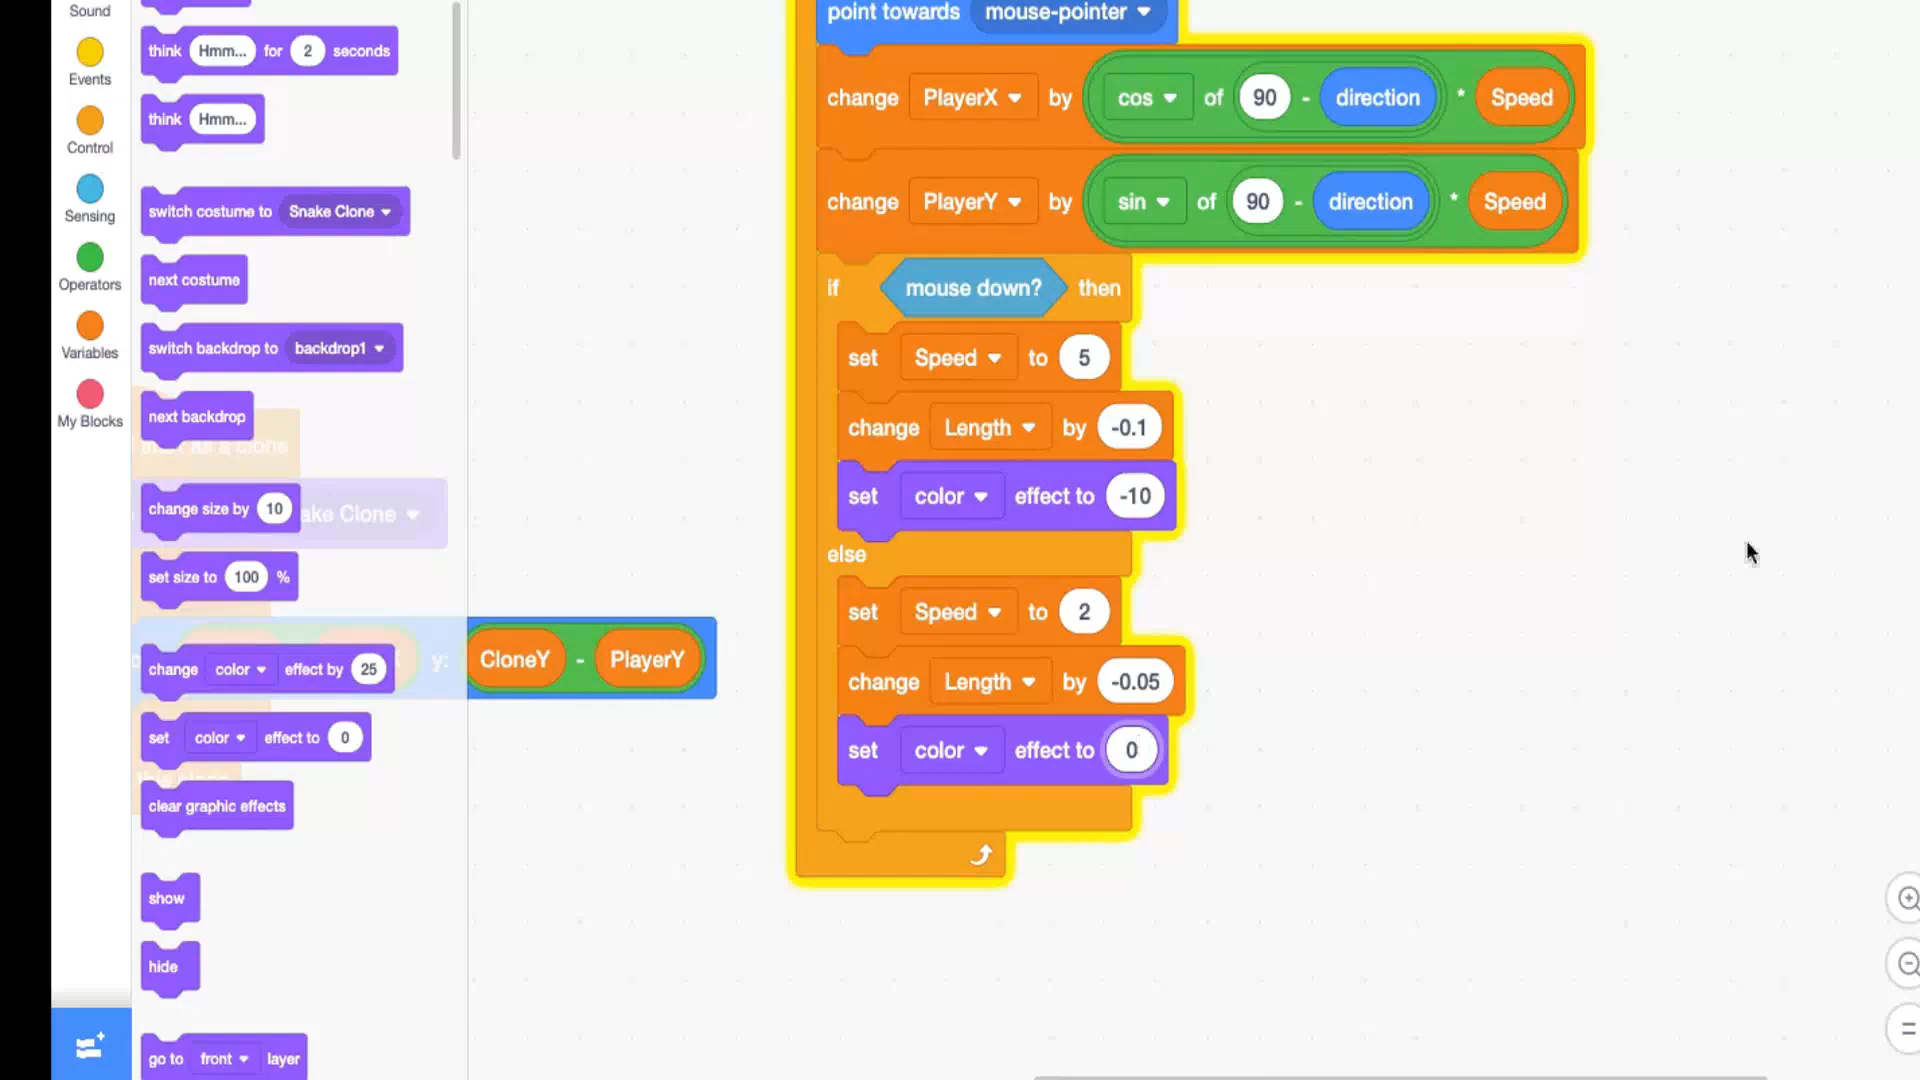 Sound
Events
Control
Sensing
Operators
Variables
My Blocks
think Hmm... for 2 seconds
think Hmm...
switch costume to Snake Clone
next costume
switch backdrop to backdrop1
next backdrop
as a clone
change size by 10
ake Clone
set size to 100 %
y: CloneY - PlayerY
change color effect by 25
set color effect to 0
clear graphic effects
show
hide
go to front layer
point towards mouse-pointer
change PlayerX by cos of 90 - direction * Speed
change PlayerY by sin of 90 - direction * Speed
if mouse down? then
set Speed to 5
change Length by -0.1
set color effect to -10
else
set Speed to 2
change Length by -0.05
set color effect to 0